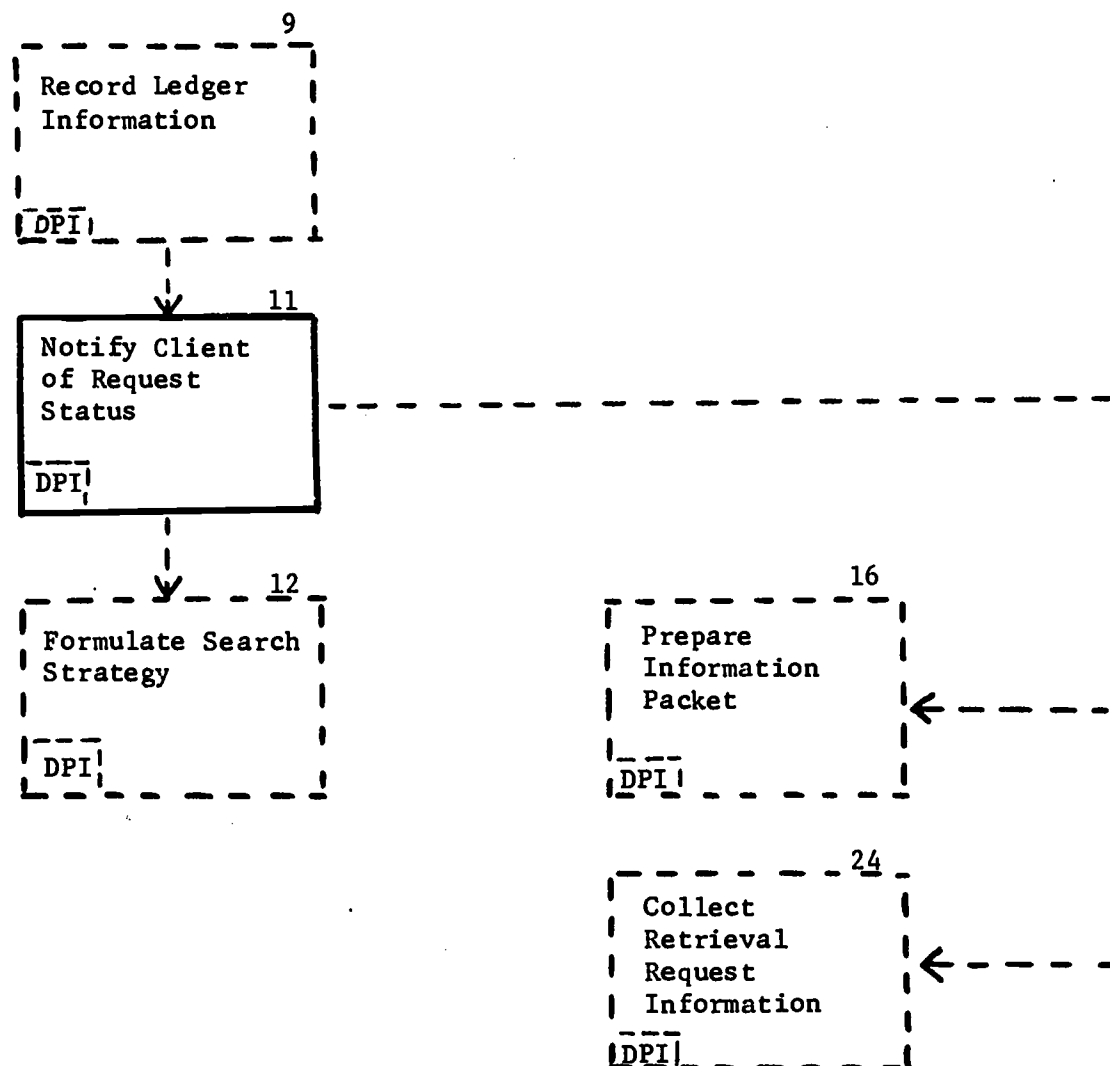 9
Record Ledger
Information
DPI
11
Notify Client
of Request
Status
DPI
12
Formulate Search
Strategy
DPI
16
Prepare
Information
Packet
DPI
24
Collect
Retrieval
Request
Information
DPI